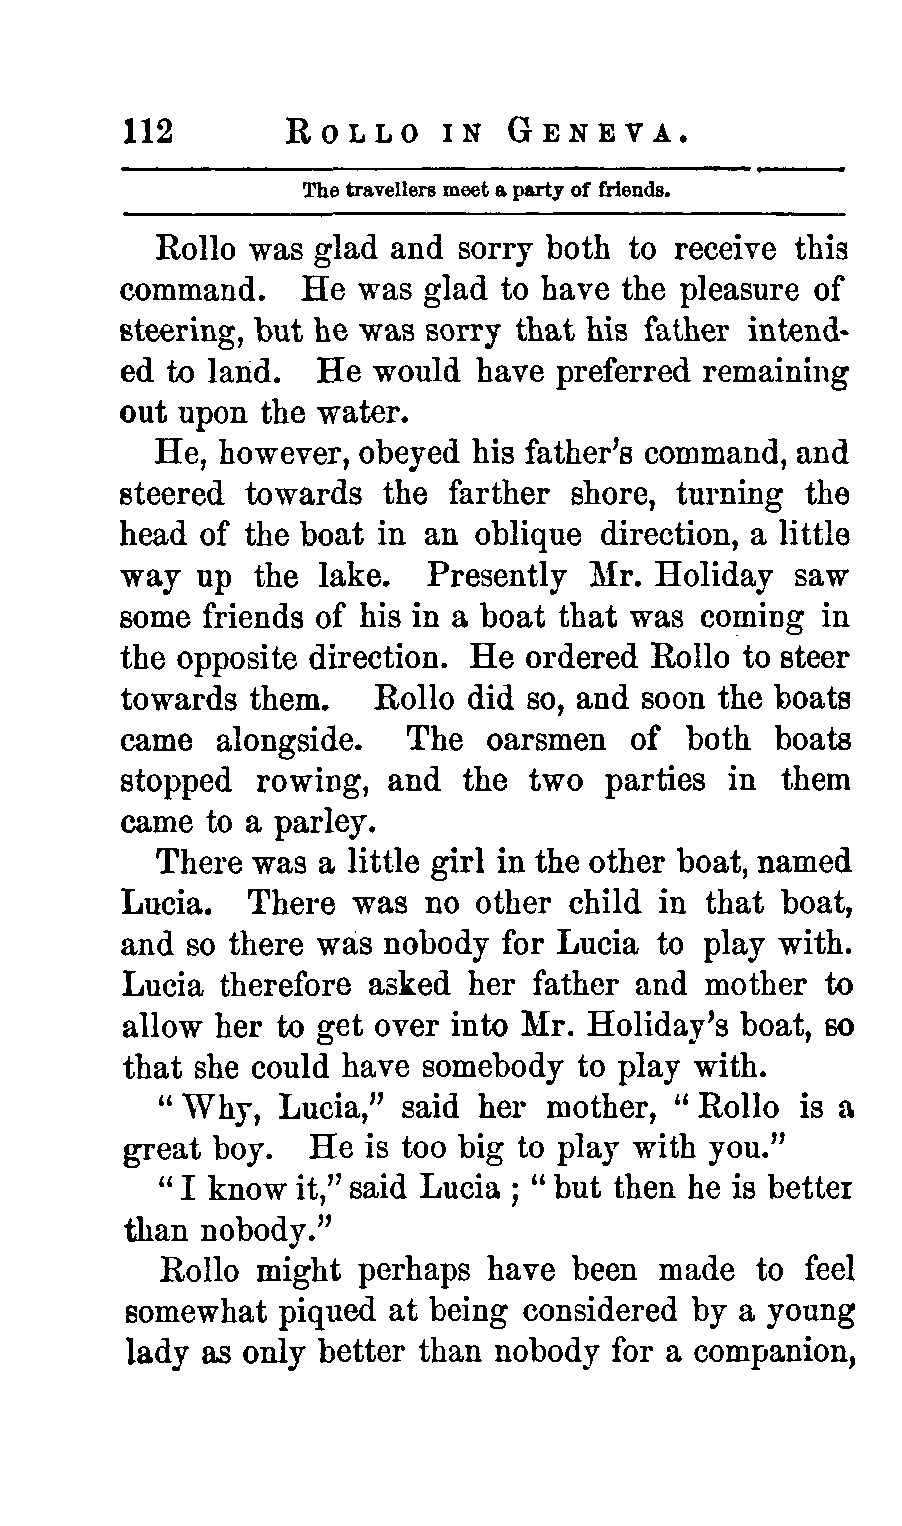 112 ROLLO IN GENEVA.
The travellers meet a party of friends.
Rollo was glad and sorry both to receive this
command. He was glad to have the pleasure of
steering, but he was sorry that his father intend-
ed to land. He would have preferred remaining
out upon the water.
He, however, obeyed his father's command, and
steered towards the farther shore, turning the
head of the boat in an oblique direction, a little
way up the lake. Presently Mr. Holiday saw
some friends of his in a boat that was coming in
the opposite direction. He ordered Rollo to steer
towards them. Rollo did so, and soon the boats
came alongside. The oarsmen of both boats
stopped rowing, and the two parties in them
came to a parley.
There was a little girl in the other boat, named
Lucia. There was no other child in that boat,
and so there was nobody for Lucia to play with.
Lucia therefore asked her father and mother to
allow her to get over into Mr. Holiday's boat, so
that she could have somebody to play with.
"Why, Lucia," said her mother, "Rollo is a
great boy. He is too big to play with you."
"I know it," said Lucia; "but then he is better
than nobody."
Rollo might perhaps have been made to feel
somewhat piqued at being considered by a young
lady as only better than nobody for a companion,